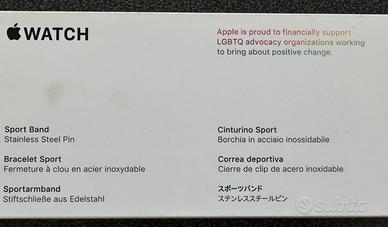 WATCH
Apple is proud to financially support
LGBTQ advocacy organizations working
to bring about positive change.
Sport Band
Stainless Steel Pin
Cinturino Sport
Borchia in acciaio inossidabile
Bracelet Sport
Fermeture à clou en acier inoxydable
Correa deportiva
Cierre de clip de acero inoxidable
Sportarmband
Stiftschließe aus Edelstahl
スポーツバンド
ステンレススチールピン
subito